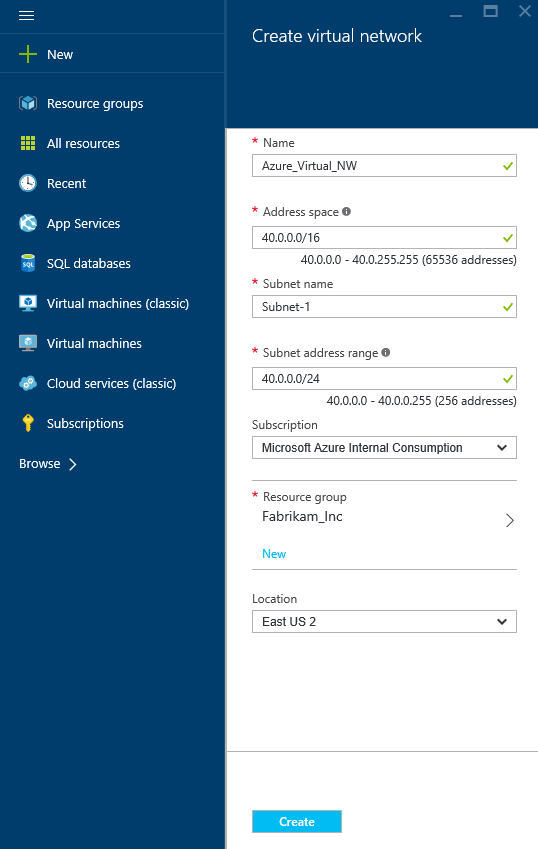 New
Resource groups
All resources
Recent
App Services
SQL databases
Virtual machines (classic)
Virtual machines
Cloud services (classic)
Subscriptions
Browse
Create virtual network
* Name
Azure_Virtual_NW
* Address space
40.0.0.0/16
40.0.0.0 - 40.0.255.255 (65536 addresses)
* Subnet name
Subnet-1
* Subnet address range
40.0.0.0/24
40.0.0.0 - 40.0.0.255 (256 addresses)
Subscription
Microsoft Azure Internal Consumption
* Resource group
Fabrikam_Inc
New
Location
East US 2
Create